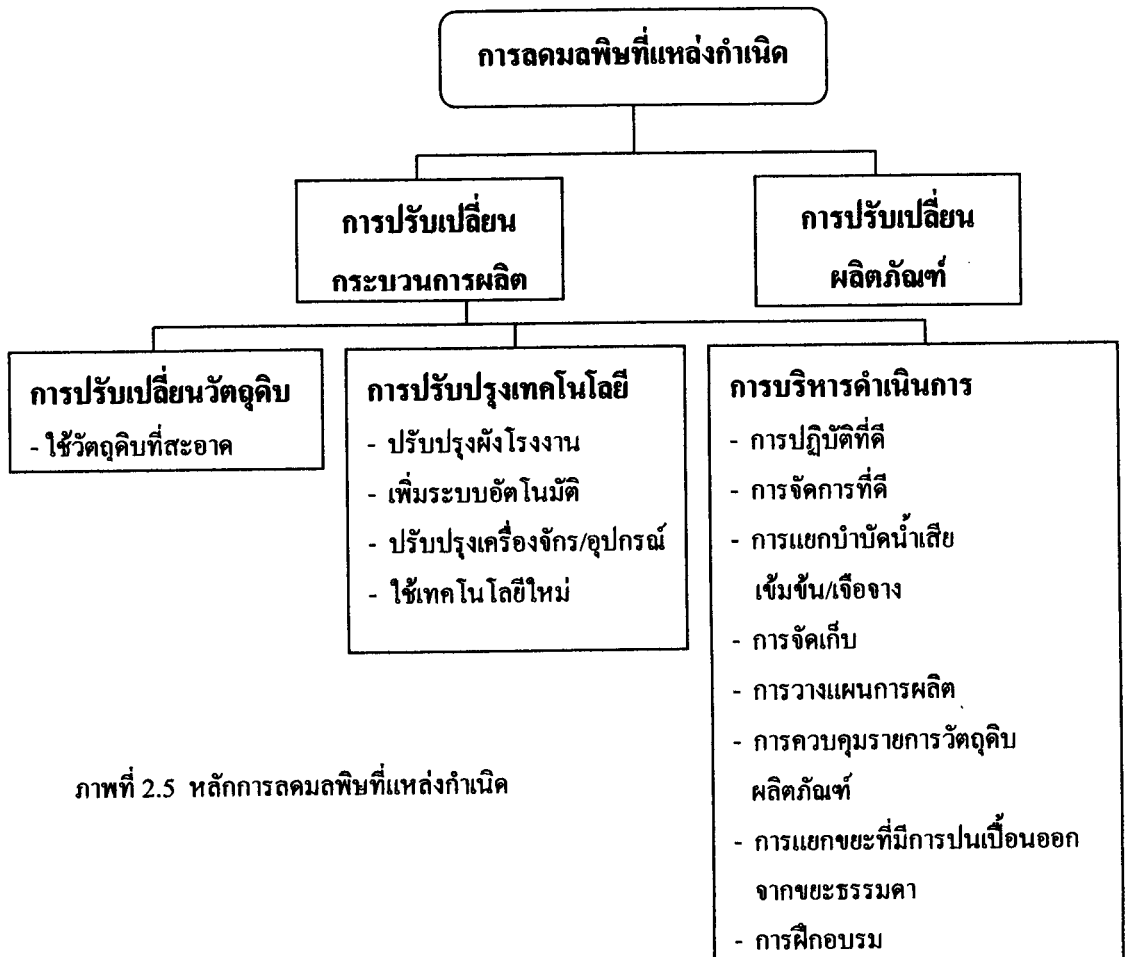 การลดมลพิษที่แหล่งกำเนิด
การปรับเปลี่ยน
กระบวนการผลิต
การปรับเปลี่ยน
ผลิตภัณฑ์
การปรับเปลี่ยนวัตถุดิบ
- ใช้วัตถุดิบที่สะอาด
การปรับปรุงเทคโนโลยี
- ปรับปรุงผังโรงงาน
- เพิ่มระบบอัตโนมัติ
- ปรับปรุงเครื่องจักร/อุปกรณ์
- ใช้เทคโนโลยีใหม่
การบริหารดำเนินการ
- การปฏิบัติที่ดี
- การจัดการที่ดี
- การแยกบำบัดน้ำเสีย
เข้มข้น/เจือจาง
- การจัดเก็บ
- การวางแผนการผลิต
- การควบคุมรายการวัตถุดิบ
ผลิตภัณฑ์
- การแยกขยะที่มีการปนเปื้อนออก
จากขยะธรรมดา
- การฝึกอบรม
ภาพที่ 2.5 หลักการลดมลพิษที่แหล่งกำเนิด